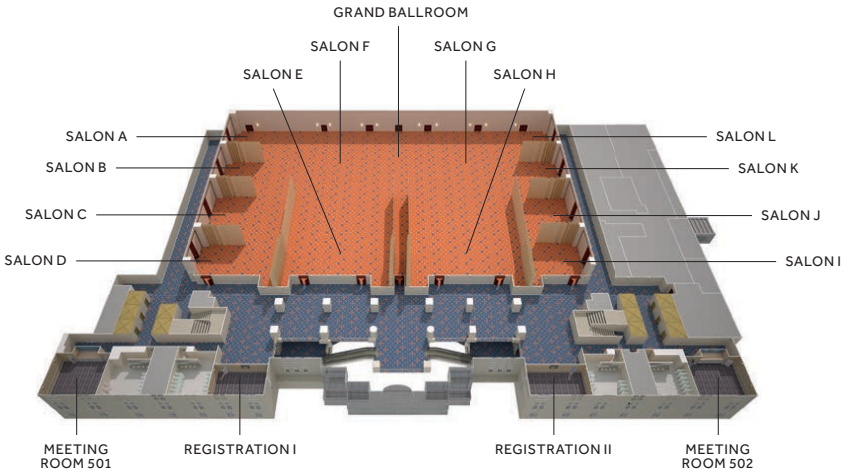 GRAND BALLROOM
SALON F
SALON G
SALON E
SALON H
SALON A
SALON L
SALON B
SALON K
SALON C
SALON J
SALON D
SALON I
MEETING
ROOM 501
REGISTRATION I
REGISTRATION II
MEETING
ROOM 502